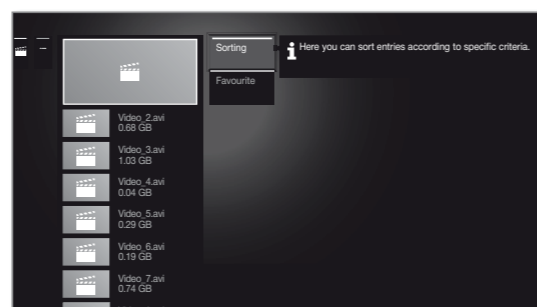 Sorting
Here you can sort entries according to specific criteria.
Favourite
Video_2.avi
0.68 GB
Video_3.avi
1.03 GB
Video_4.avi
0.04 GB
Video_5.avi
0.29 GB
Video_6.avi
0.19 GB
Video_7.avi
0.74 GB